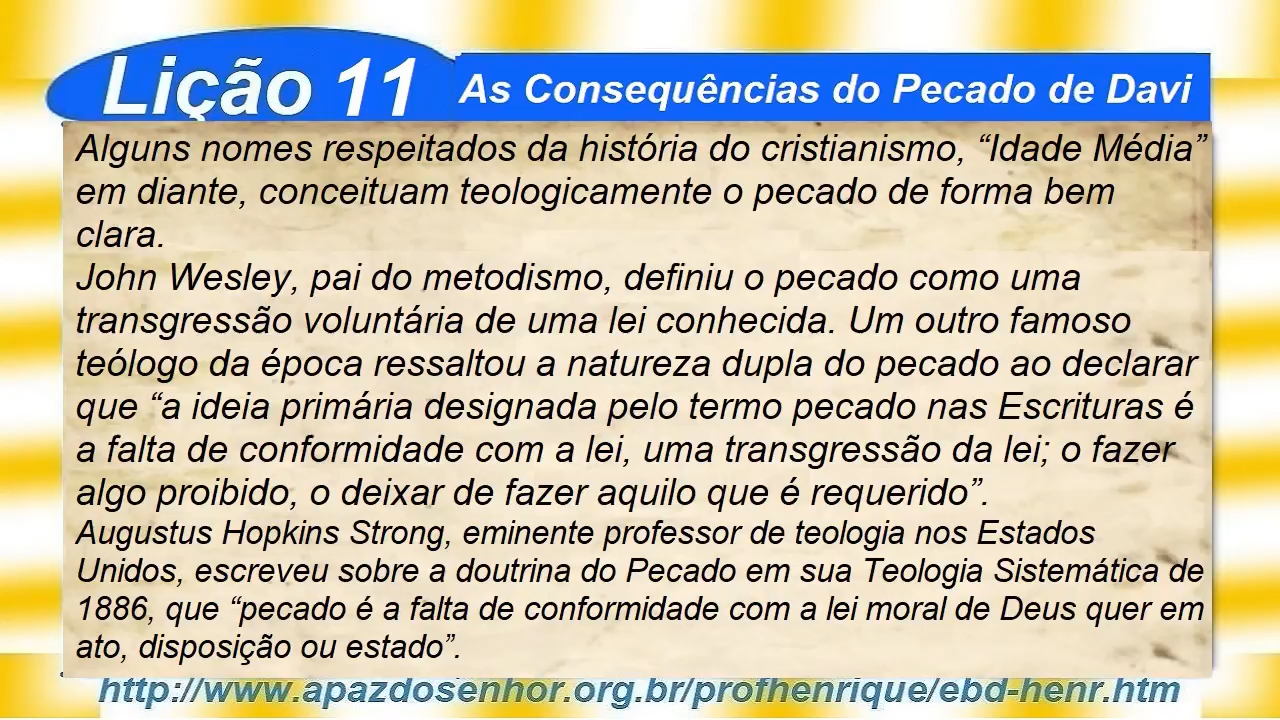 Lição 11
As Consequências do Pecado de Davi
Alguns nomes respeitados da história do cristianismo, “Idade Média”
em diante, conceituam teologicamente o pecado de forma bem
clara.
John Wesley, pai do metodismo, definiu o pecado como uma
transgressão voluntária de uma lei conhecida. Um outro famoso
teólogo da época ressaltou a natureza dupla do pecado ao declarar
que “a ideia primária designada pelo termo pecado nas Escrituras é
a falta de conformidade com a lei, uma transgressão da lei; o fazer
algo proibido, o deixar de fazer aquilo que é requerido”.
Augustus Hopkins Strong, eminente professor de teologia nos Estados
Unidos, escreveu sobre a doutrina do Pecado em sua Teologia Sistemática de
1886, que “pecado é a falta de conformidade com a lei moral de Deus quer em
ato, disposição ou estado”.
http://www.apazdosenhor.org.br/profhenrique/ebd-henr.htm